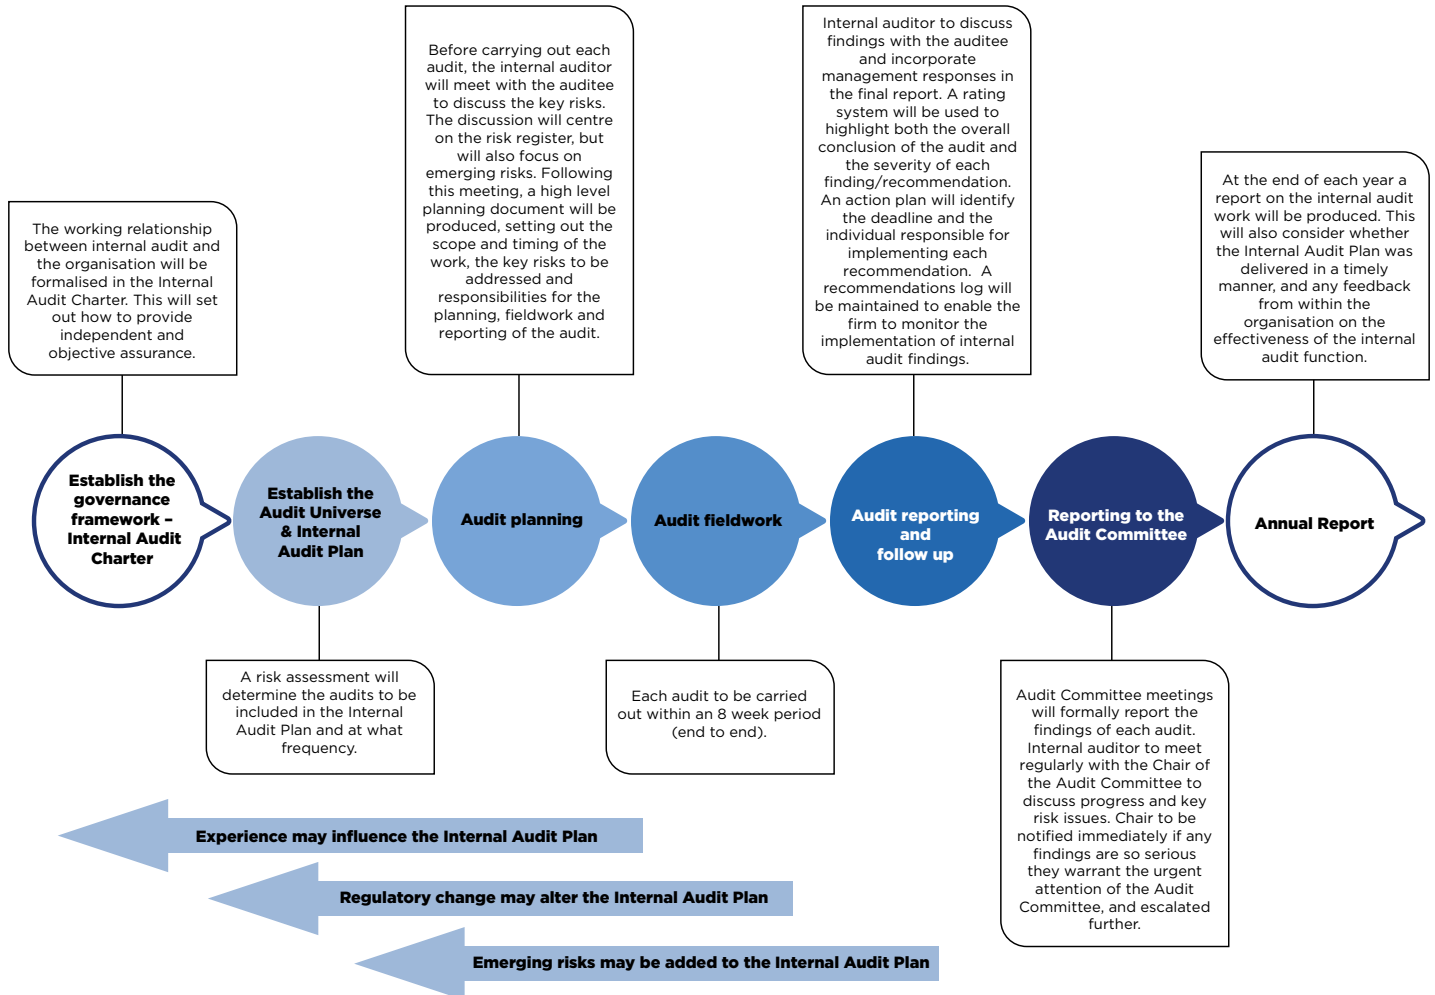 The working relationship
between internal audit and
the organisation will be
formalised in the Internal
Audit Charter. This will set
out how to provide
independent and
objective assurance.
Before carrying out each
audit, the internal auditor
will meet with the auditee
to discuss the key risks.
The discussion will centre
on the risk register, but
will also focus on
emerging risks. Following
this meeting, a high level
planning document will be
produced, setting out the
scope and timing of the
work, the key risks to be
addressed and
responsibilities for the
planning, fieldwork and
reporting of the audit.
Internal auditor to discuss
findings with the auditee
and incorporate
management responses in
the final report. A rating
system will be used to
highlight both the overall
conclusion of the audit and
the severity of each
finding/recommendation.
An action plan will identify
the deadline and the
individual responsible for
implementing each
recommendation.  A
recommendations log will
be maintained to enable the
firm to monitor the
implementation of internal
audit findings.
At the end of each year a
report on the internal audit
work will be produced. This
will also consider whether
the Internal Audit Plan was
delivered in a timely
manner, and any feedback
from within the
organisation on the
effectiveness of the internal
audit function.
Establish the
governance
framework –
Internal Audit
Charter
Establish the
Audit Universe
& Internal
Audit Plan
Audit planning
Audit fieldwork
Audit reporting
and
follow up
Reporting to the
Audit Committee
Annual Report
A risk assessment will
determine the audits to be
included in the Internal
Audit Plan and at what
frequency.
Each audit to be carried
out within an 8 week period
(end to end).
Audit Committee meetings
will formally report the
findings of each audit.
Internal auditor to meet
regularly with the Chair of
the Audit Committee to
discuss progress and key
risk issues. Chair to be
notified immediately if any
findings are so serious
they warrant the urgent
attention of the Audit
Committee, and escalated
further.
Experience may influence the Internal Audit Plan
Regulatory change may alter the Internal Audit Plan
Emerging risks may be added to the Internal Audit Plan